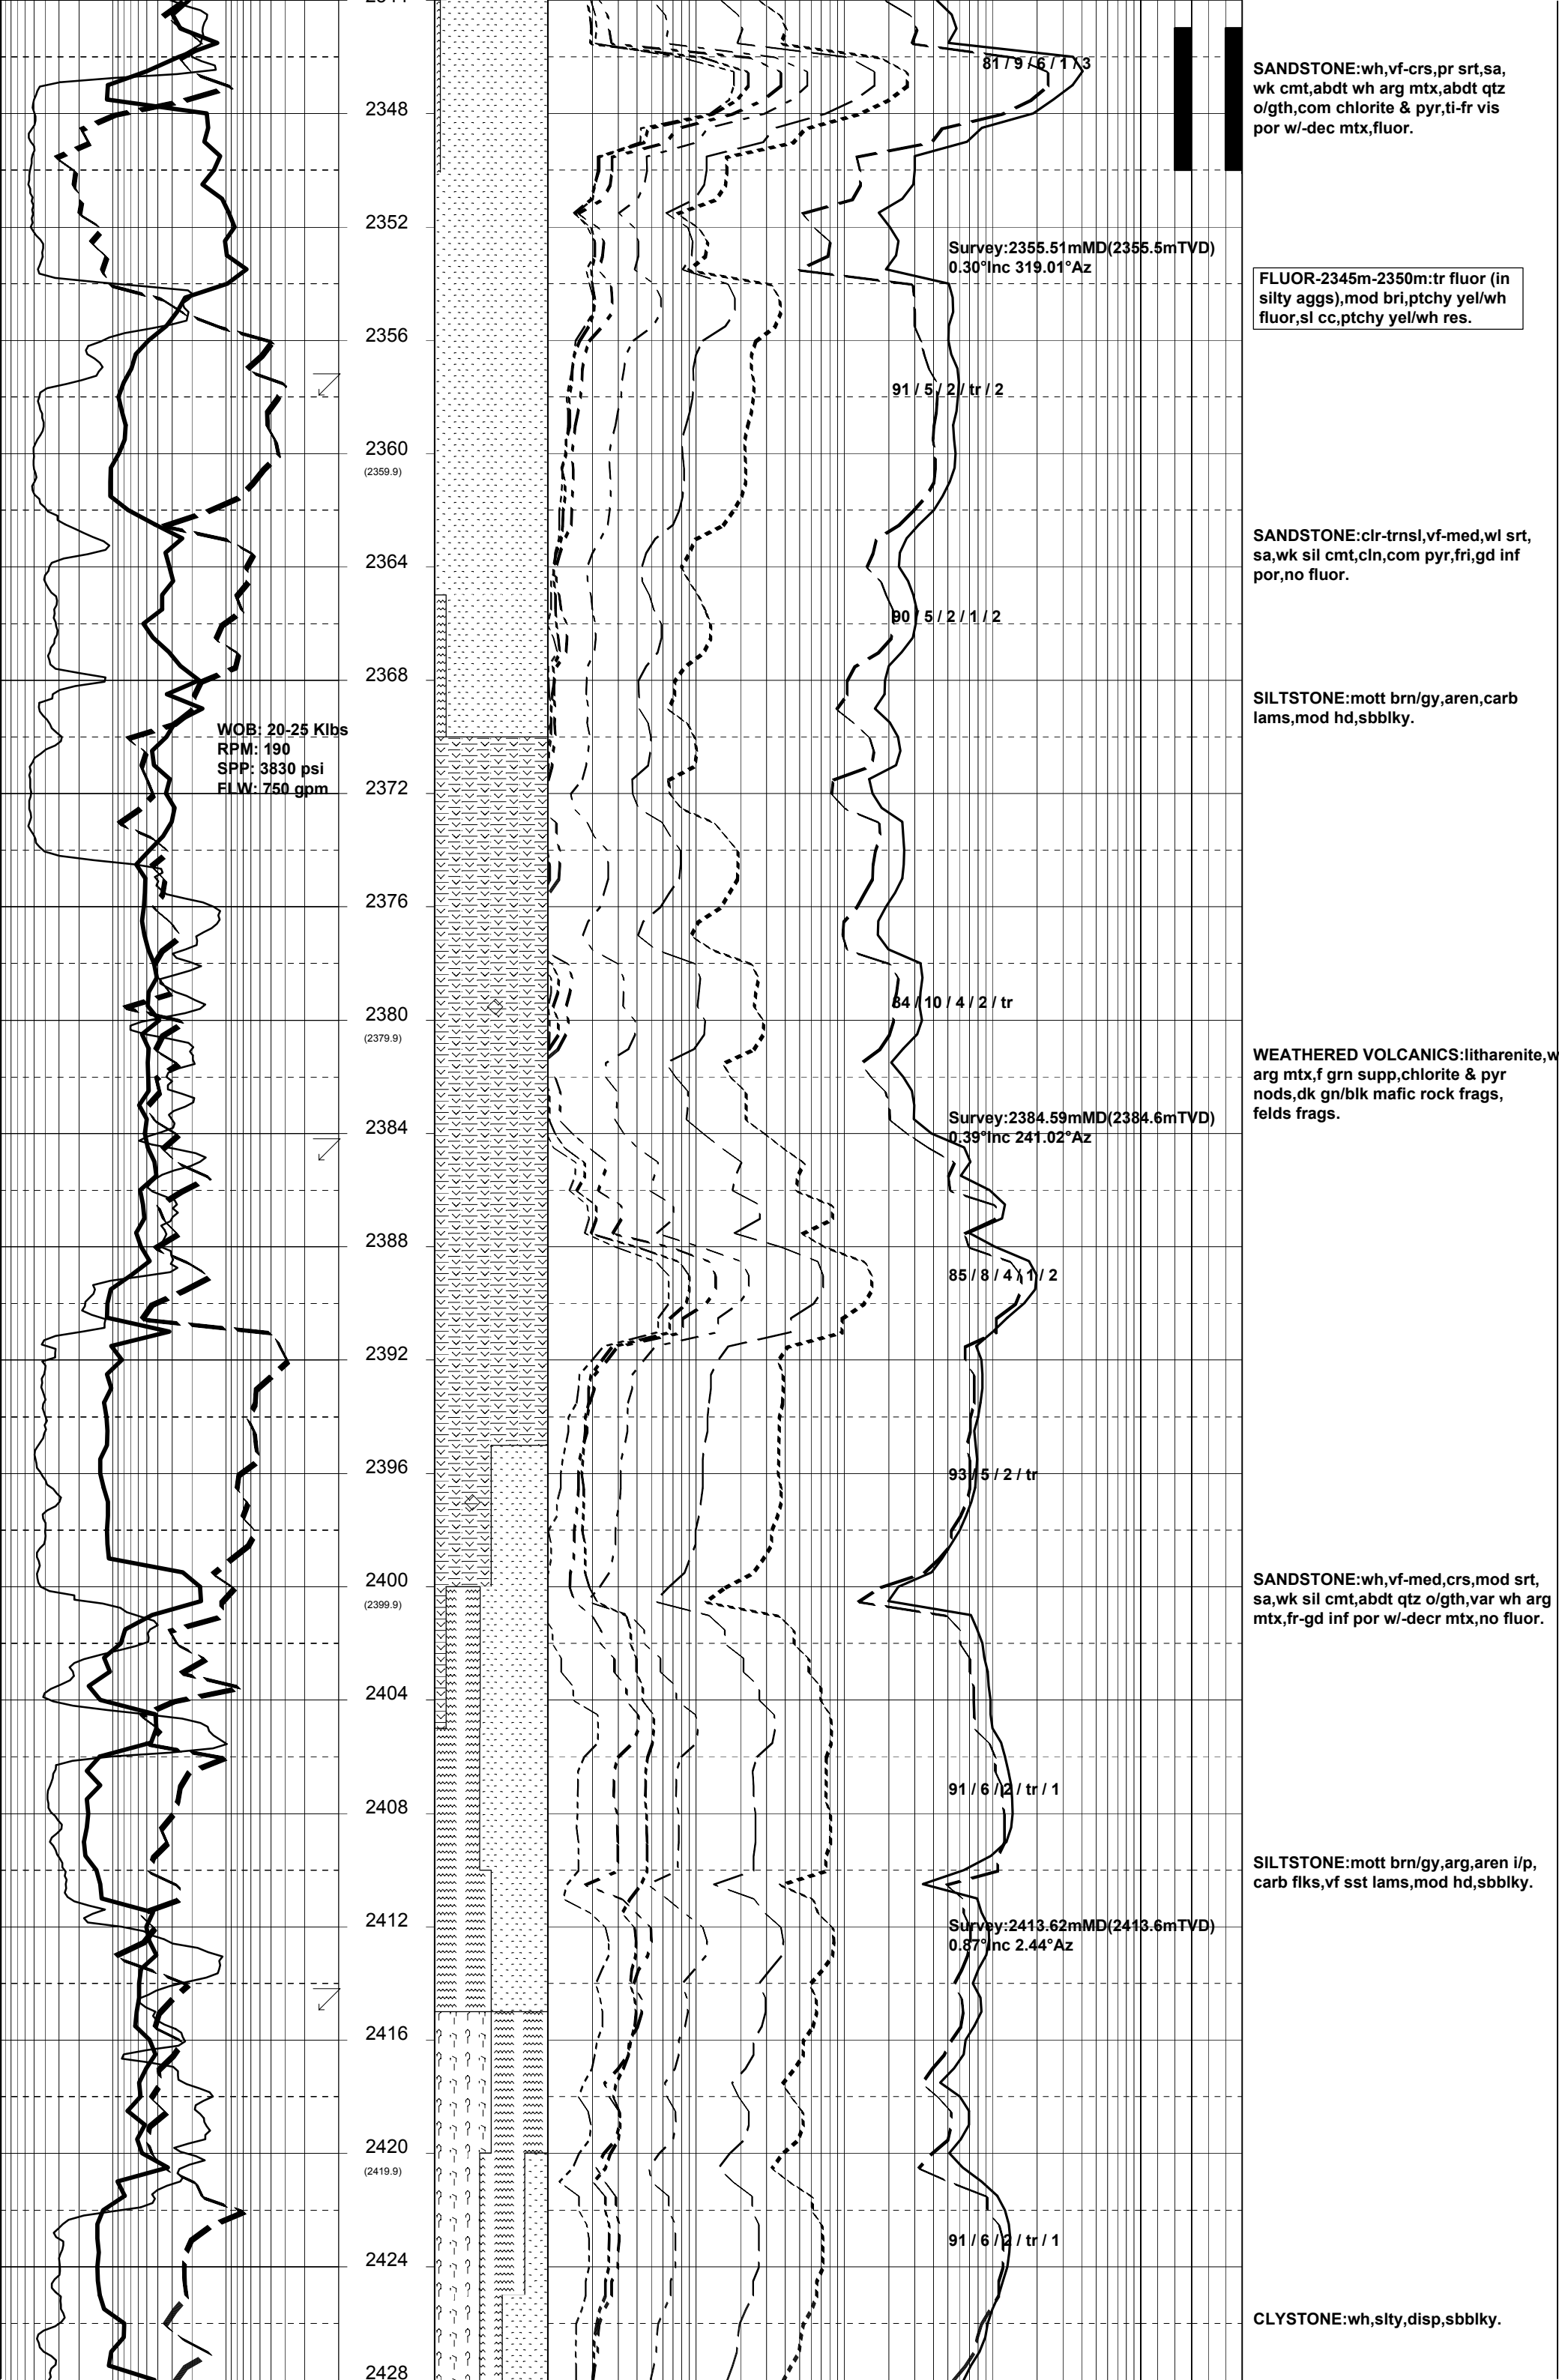 81 / 9 / 6 / 1 / 3
SANDSTONE:wh,vf-crs,pr srt,sa,
wk cmt,abdt wh arg mtx,abdt qtz
o/gth,com chlorite & pyr,ti-fr vis
por w/-dec mtx,fluor.
2348
2352
Survey:2355.51mMD(2355.5mTVD)
0.30°Inc 319.01°Az
FLUOR-2345m-2350m:tr fluor (in
silty aggs),mod bri,ptchy yel/wh
fluor,sl cc,ptchy yel/wh res.
2356
91 / 5 / 2 / tr / 2
2360
(2359.9)
SANDSTONE:clr-trnsl,vf-med,wl srt,
sa,wk sil cmt,cln,com pyr,fri,gd inf
por,no fluor.
2364
90 / 5 / 2 / 1 / 2
2368
SILTSTONE:mott brn/gy,aren,carb
lams,mod hd,sbblky.
WOB: 20-25 Klbs
RPM: 190
SPP: 3830 psi
FLW: 750 gpm
2372
2376
84 / 10 / 4 / 2 / tr
2380
(2379.9)
WEATHERED VOLCANICS:litharenite,w
arg mtx,f grn supp,chlorite & pyr
nods,dk gn/blk mafic rock frags,
felds frags.
Survey:2384.59mMD(2384.6mTVD)
0.39°Inc 241.02°Az
2384
2388
85 / 8 / 4 / 1 / 2
2392
2396
93 / 5 / 2 / tr
2400
(2399.9)
SANDSTONE:wh,vf-med,crs,mod srt,
sa,wk sil cmt,abdt qtz o/gth,var wh arg
mtx,fr-gd inf por w/-decr mtx,no fluor.
2404
91 / 6 / 2 / tr / 1
2408
SILTSTONE:mott brn/gy,arg,aren i/p,
carb flks,vf sst lams,mod hd,sbblky.
2412
Survey:2413.62mMD(2413.6mTVD)
0.87°Inc 2.44°Az
2416
2420
(2419.9)
91 / 6 / 2 / tr / 1
2424
CLYSTONE:wh,slty,disp,sbblky.
2428